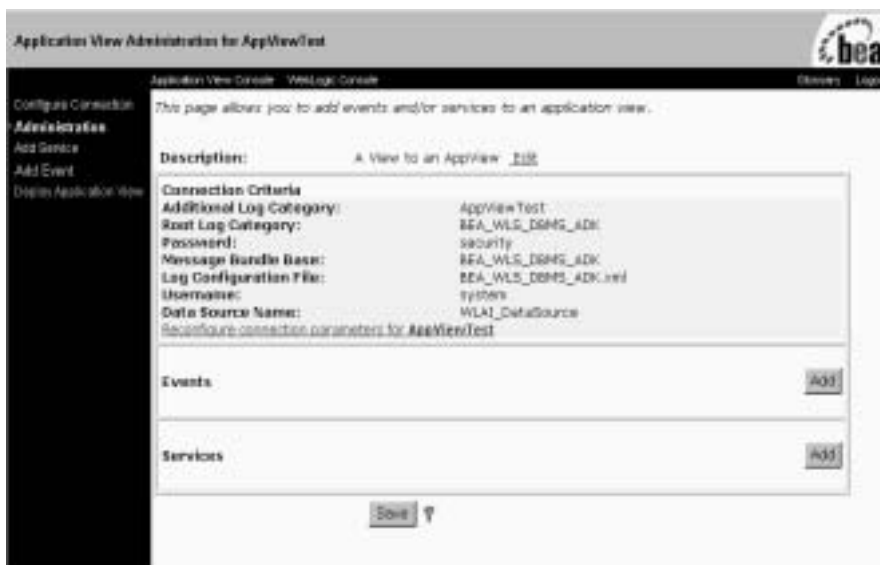 Application View Administration for AppViewTest
bea
Application View Console WebLogic Console
Glossary Logout
Configure Connection
Administration
Add Service
Add Event
Deploy Application View
This page allows you to add events and/or services to an application view.
Description: A View to an AppView Edit
Connection Criteria
Additional Log Category: AppViewTest
Root Log Category: BEA_WLS_DBMS_ADK
Password: security
Message Bundle Base: BEA_WLS_DBMS_ADK
Log Configuration File: BEA_WLS_DBMS_ADK.xml
Username: system
Data Source Name: WLAI_DataSource
Reconfigure connection parameters for AppViewTest
Events Add
Services Add
Save